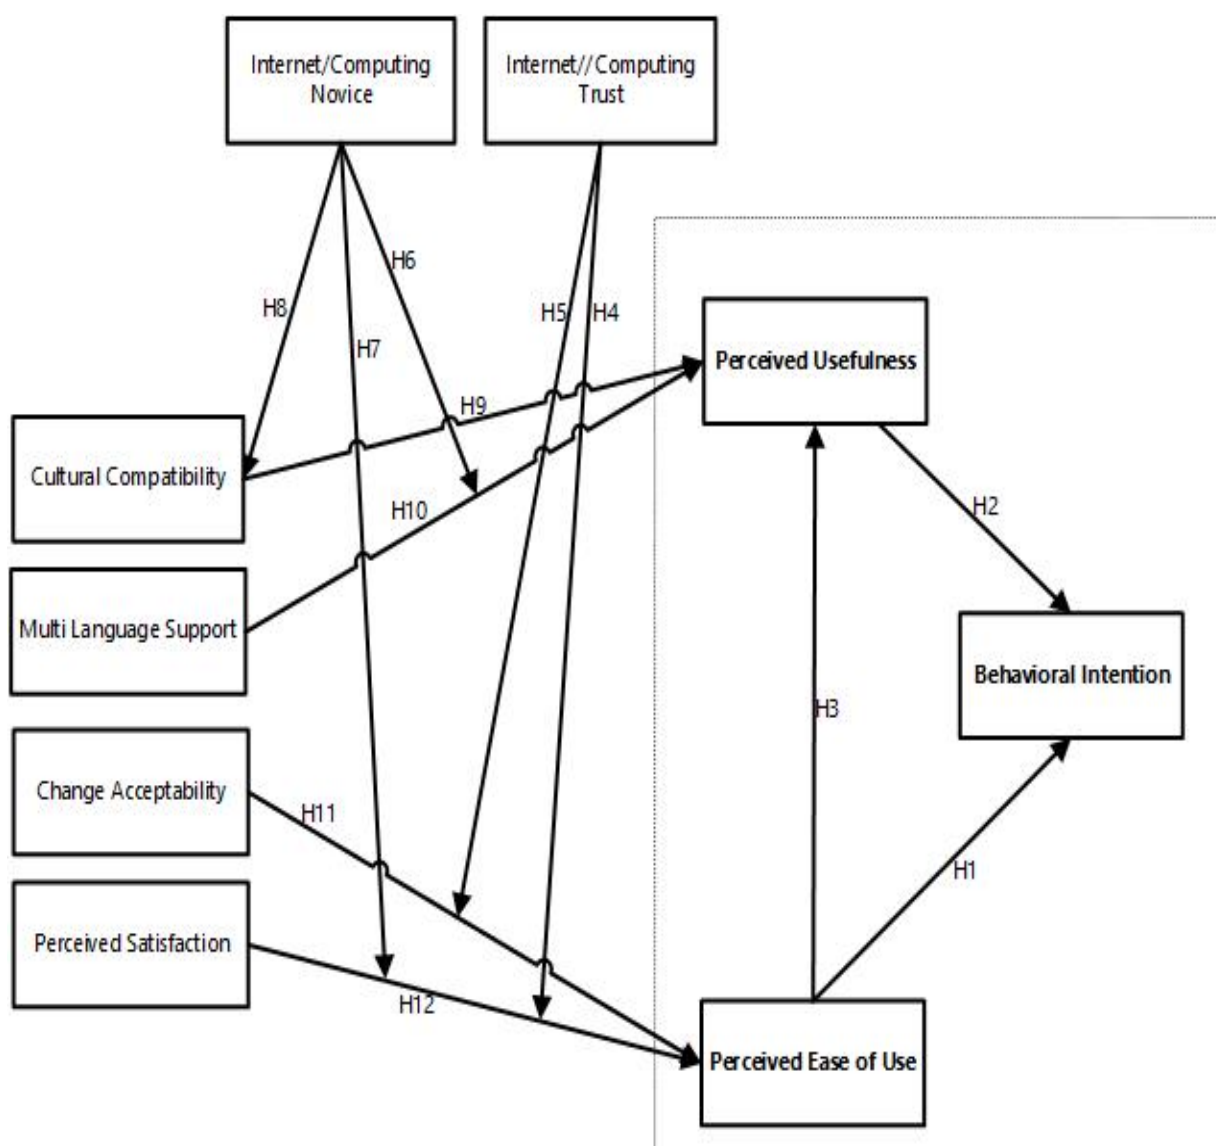 Internet/Computing
Novice
Internet//Computing
Trust
H6
H8
H5
H4
H7
Perceived Usefulness
H9
Cultural Compatibility
H10
H2
Multi Language Support
Behavioral Intention
H3
Change Acceptability
H11
H1
Perceived Satisfaction
H12
Perceived Ease of Use